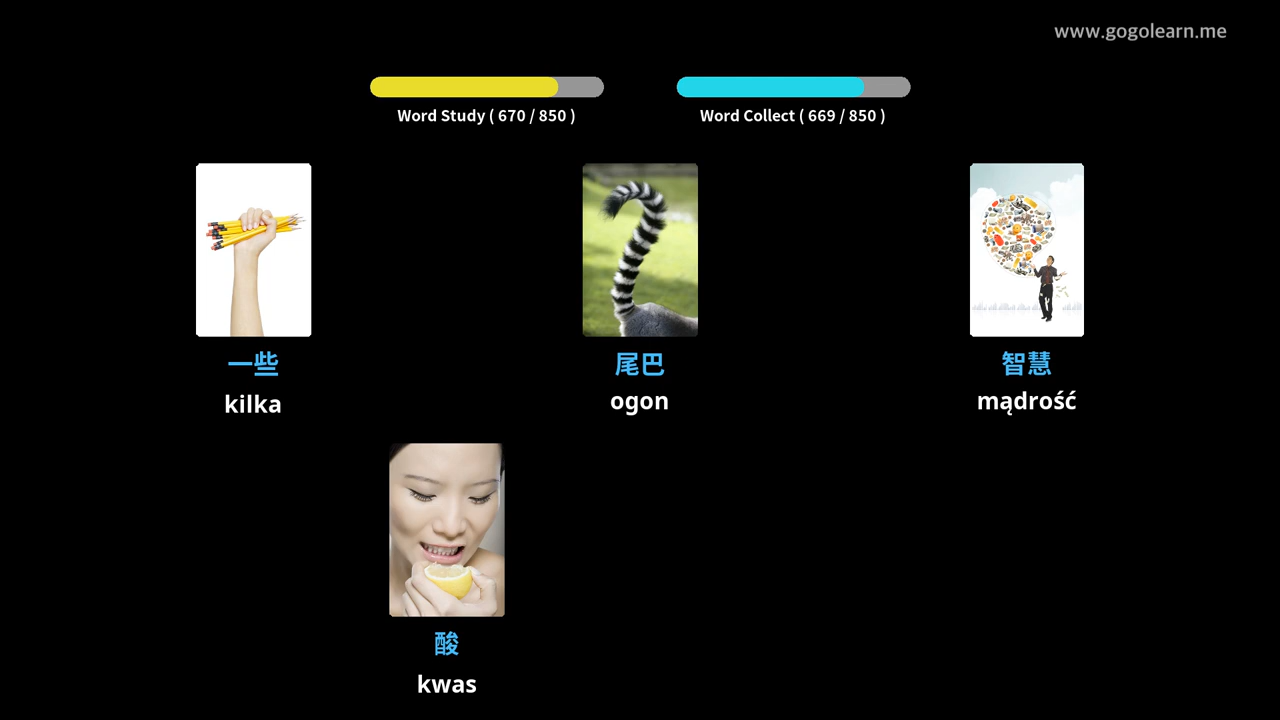 www.gogolearn.me
Word Study ( 670 / 850 )
Word Collect ( 669 / 850 )
一些
kilka
尾巴
ogon
智慧
mądrość
酸
kwas